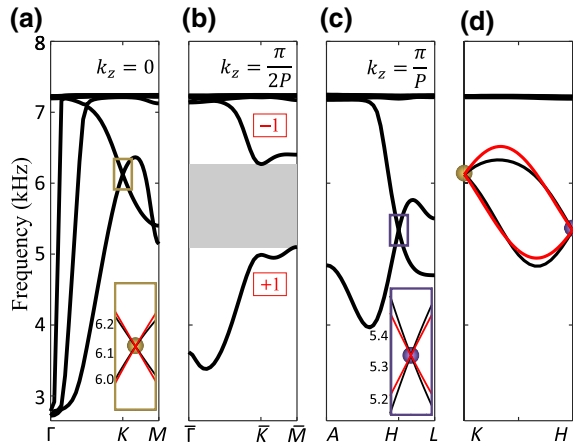 (a) (b) (c) (d)
k_z = 0
k_z = π/2P
k_z = π/P
Frequency (kHz)
8
7
6
5
4
3
−1
+1
6.2
6.1
6.0
5.4
5.3
5.2
Γ K M
Γ̅ K̅ M̅
A H L
K H